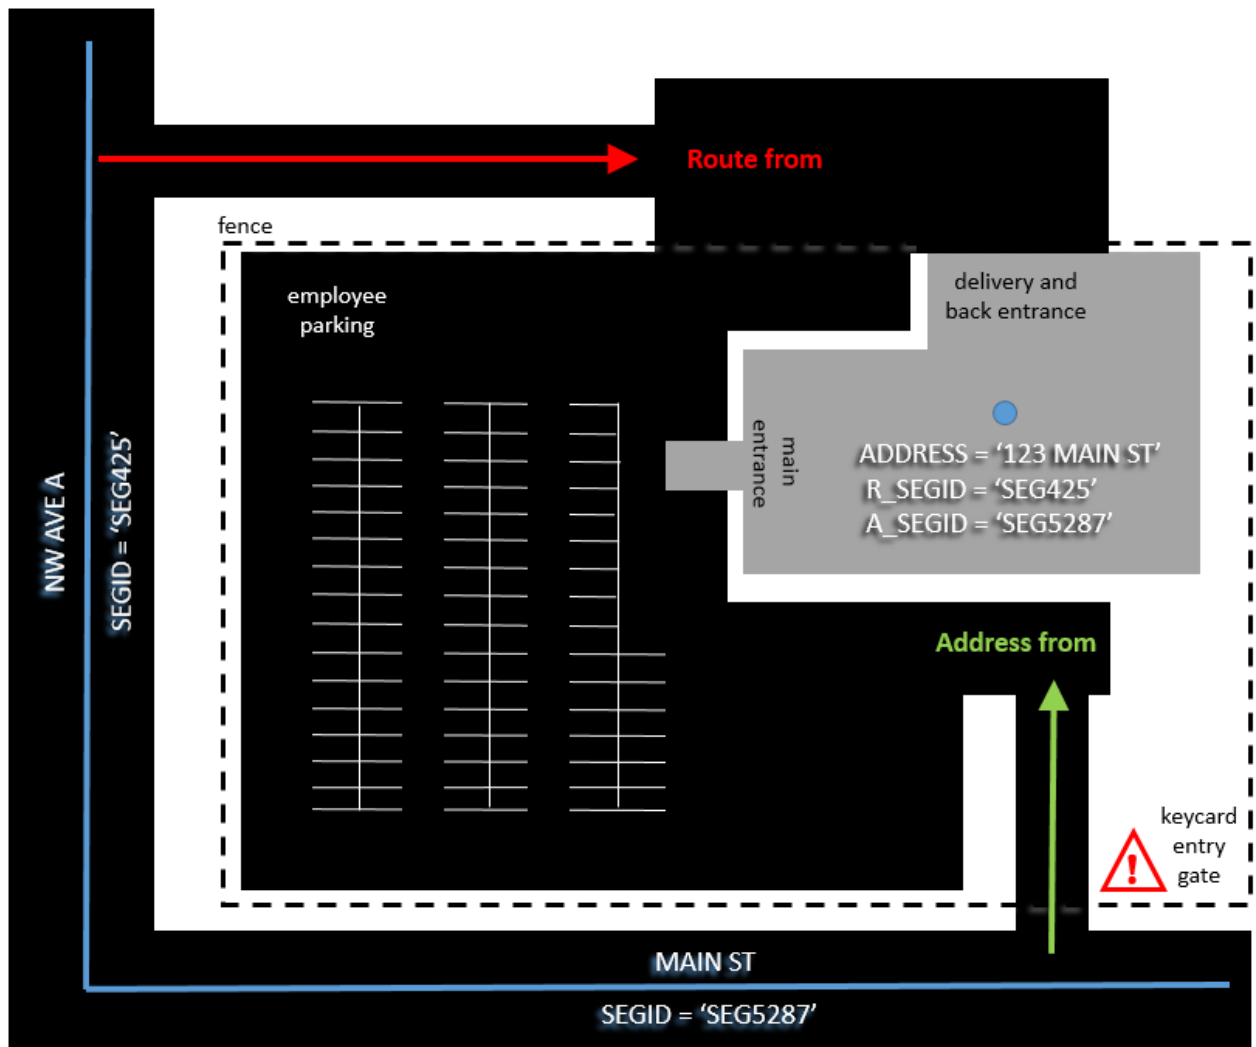 Route from
fence
employee
parking
delivery and
back entrance
main
entrance
ADDRESS = ‘123 MAIN ST’
R_SEGID = ‘SEG425’
A_SEGID = ‘SEG5287’
NW AVE A
SEGID = ‘SEG425’
Address from
keycard
entry
gate
!
MAIN ST
SEGID = ‘SEG5287’